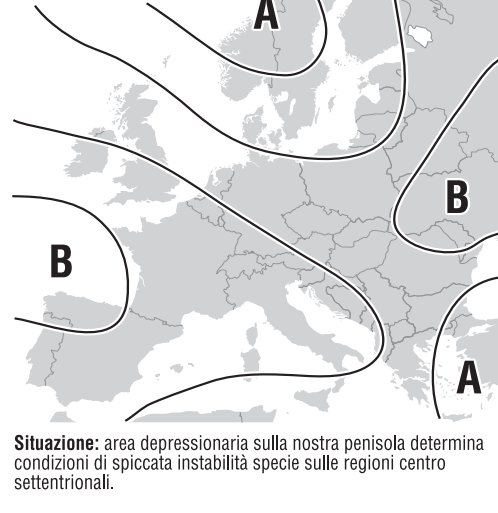 A
B
B
A
Situazione: area depressionaria sulla nostra penisola determina
condizioni di spiccata instabilità specie sulle regioni centro
settentrionali.